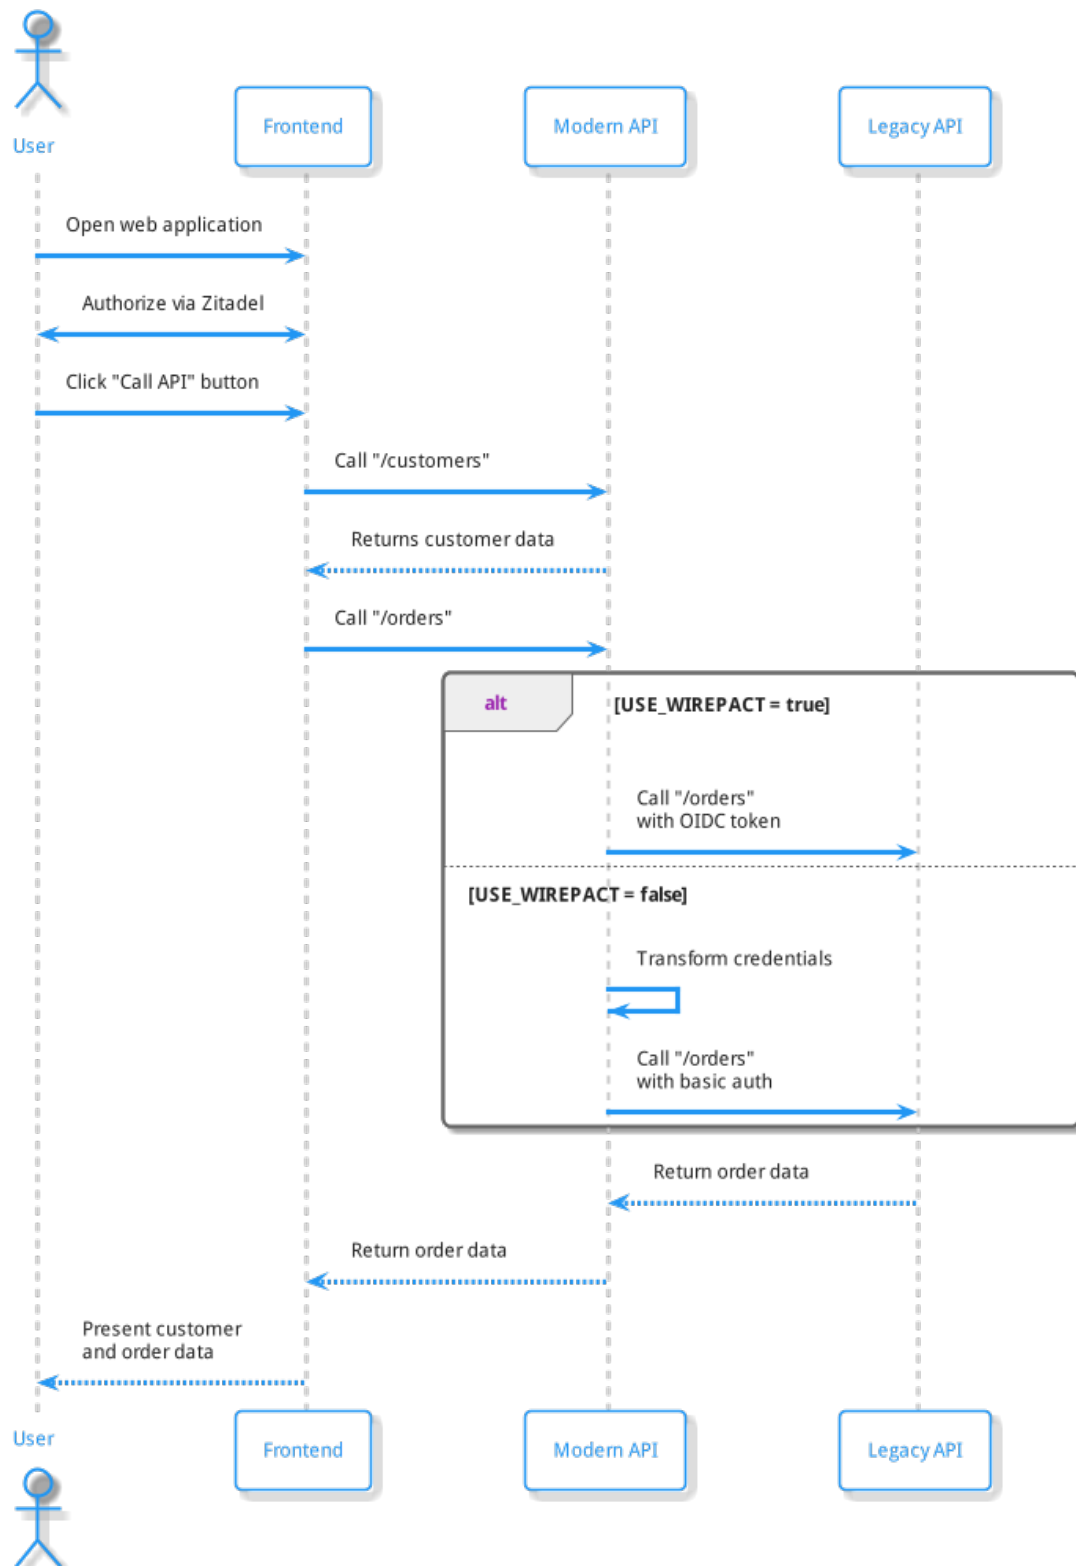 User
Frontend
Modern API
Legacy API
Open web application
Authorize via Zitadel
Click "Call API" button
Call "/customers"
Returns customer data
Call "/orders"
alt
[USE_WIREPACT = true]
Call "/orders"
with OIDC token
[USE_WIREPACT = false]
Transform credentials
Call "/orders"
with basic auth
Return order data
Return order data
Present customer
and order data
User
Frontend
Modern API
Legacy API